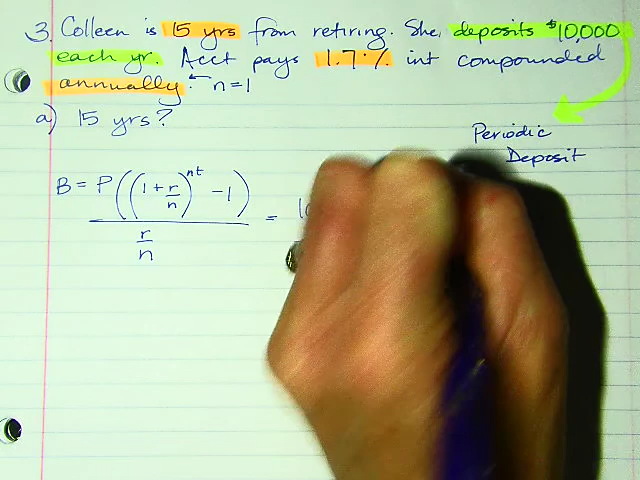 3. Colleen is 15 yrs from retiring. She deposits $10,000
each yr. Acct pays 1.7% int compounded
annually. ← n=1
a) 15 yrs?
Periodic
Deposit
B = P((1 + r/n)^nt - 1) / (r/n) =